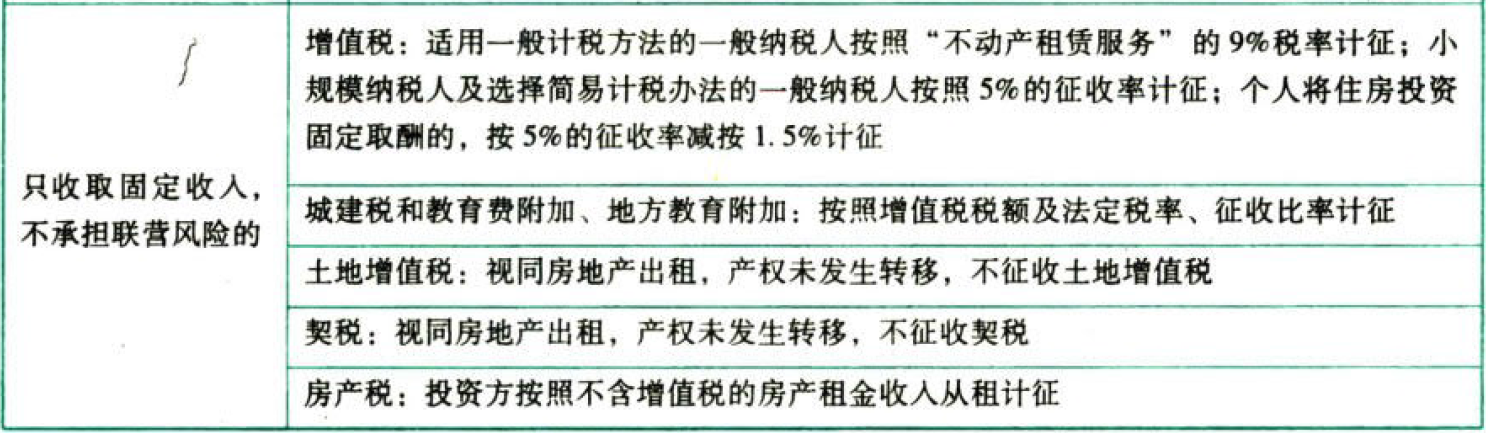 增值税：适用一般计税方法的一般纳税人按照“不动产租赁服务”的9%税率计征；小
规模纳税人及选择简易计税办法的一般纳税人按照5%的征收率计征；个人将住房投资
固定取酬的，按5%的征收率减按1.5%计征
只收取固定收入，
不承担联营风险的
城建税和教育费附加、地方教育附加：按照增值税税额及法定税率、征收比率计征
土地增值税：视同房地产出租，产权未发生转移，不征收土地增值税
契税：视同房地产出租，产权未发生转移，不征收契税
房产税：投资方按照不含增值税的房产租金收入从租计征